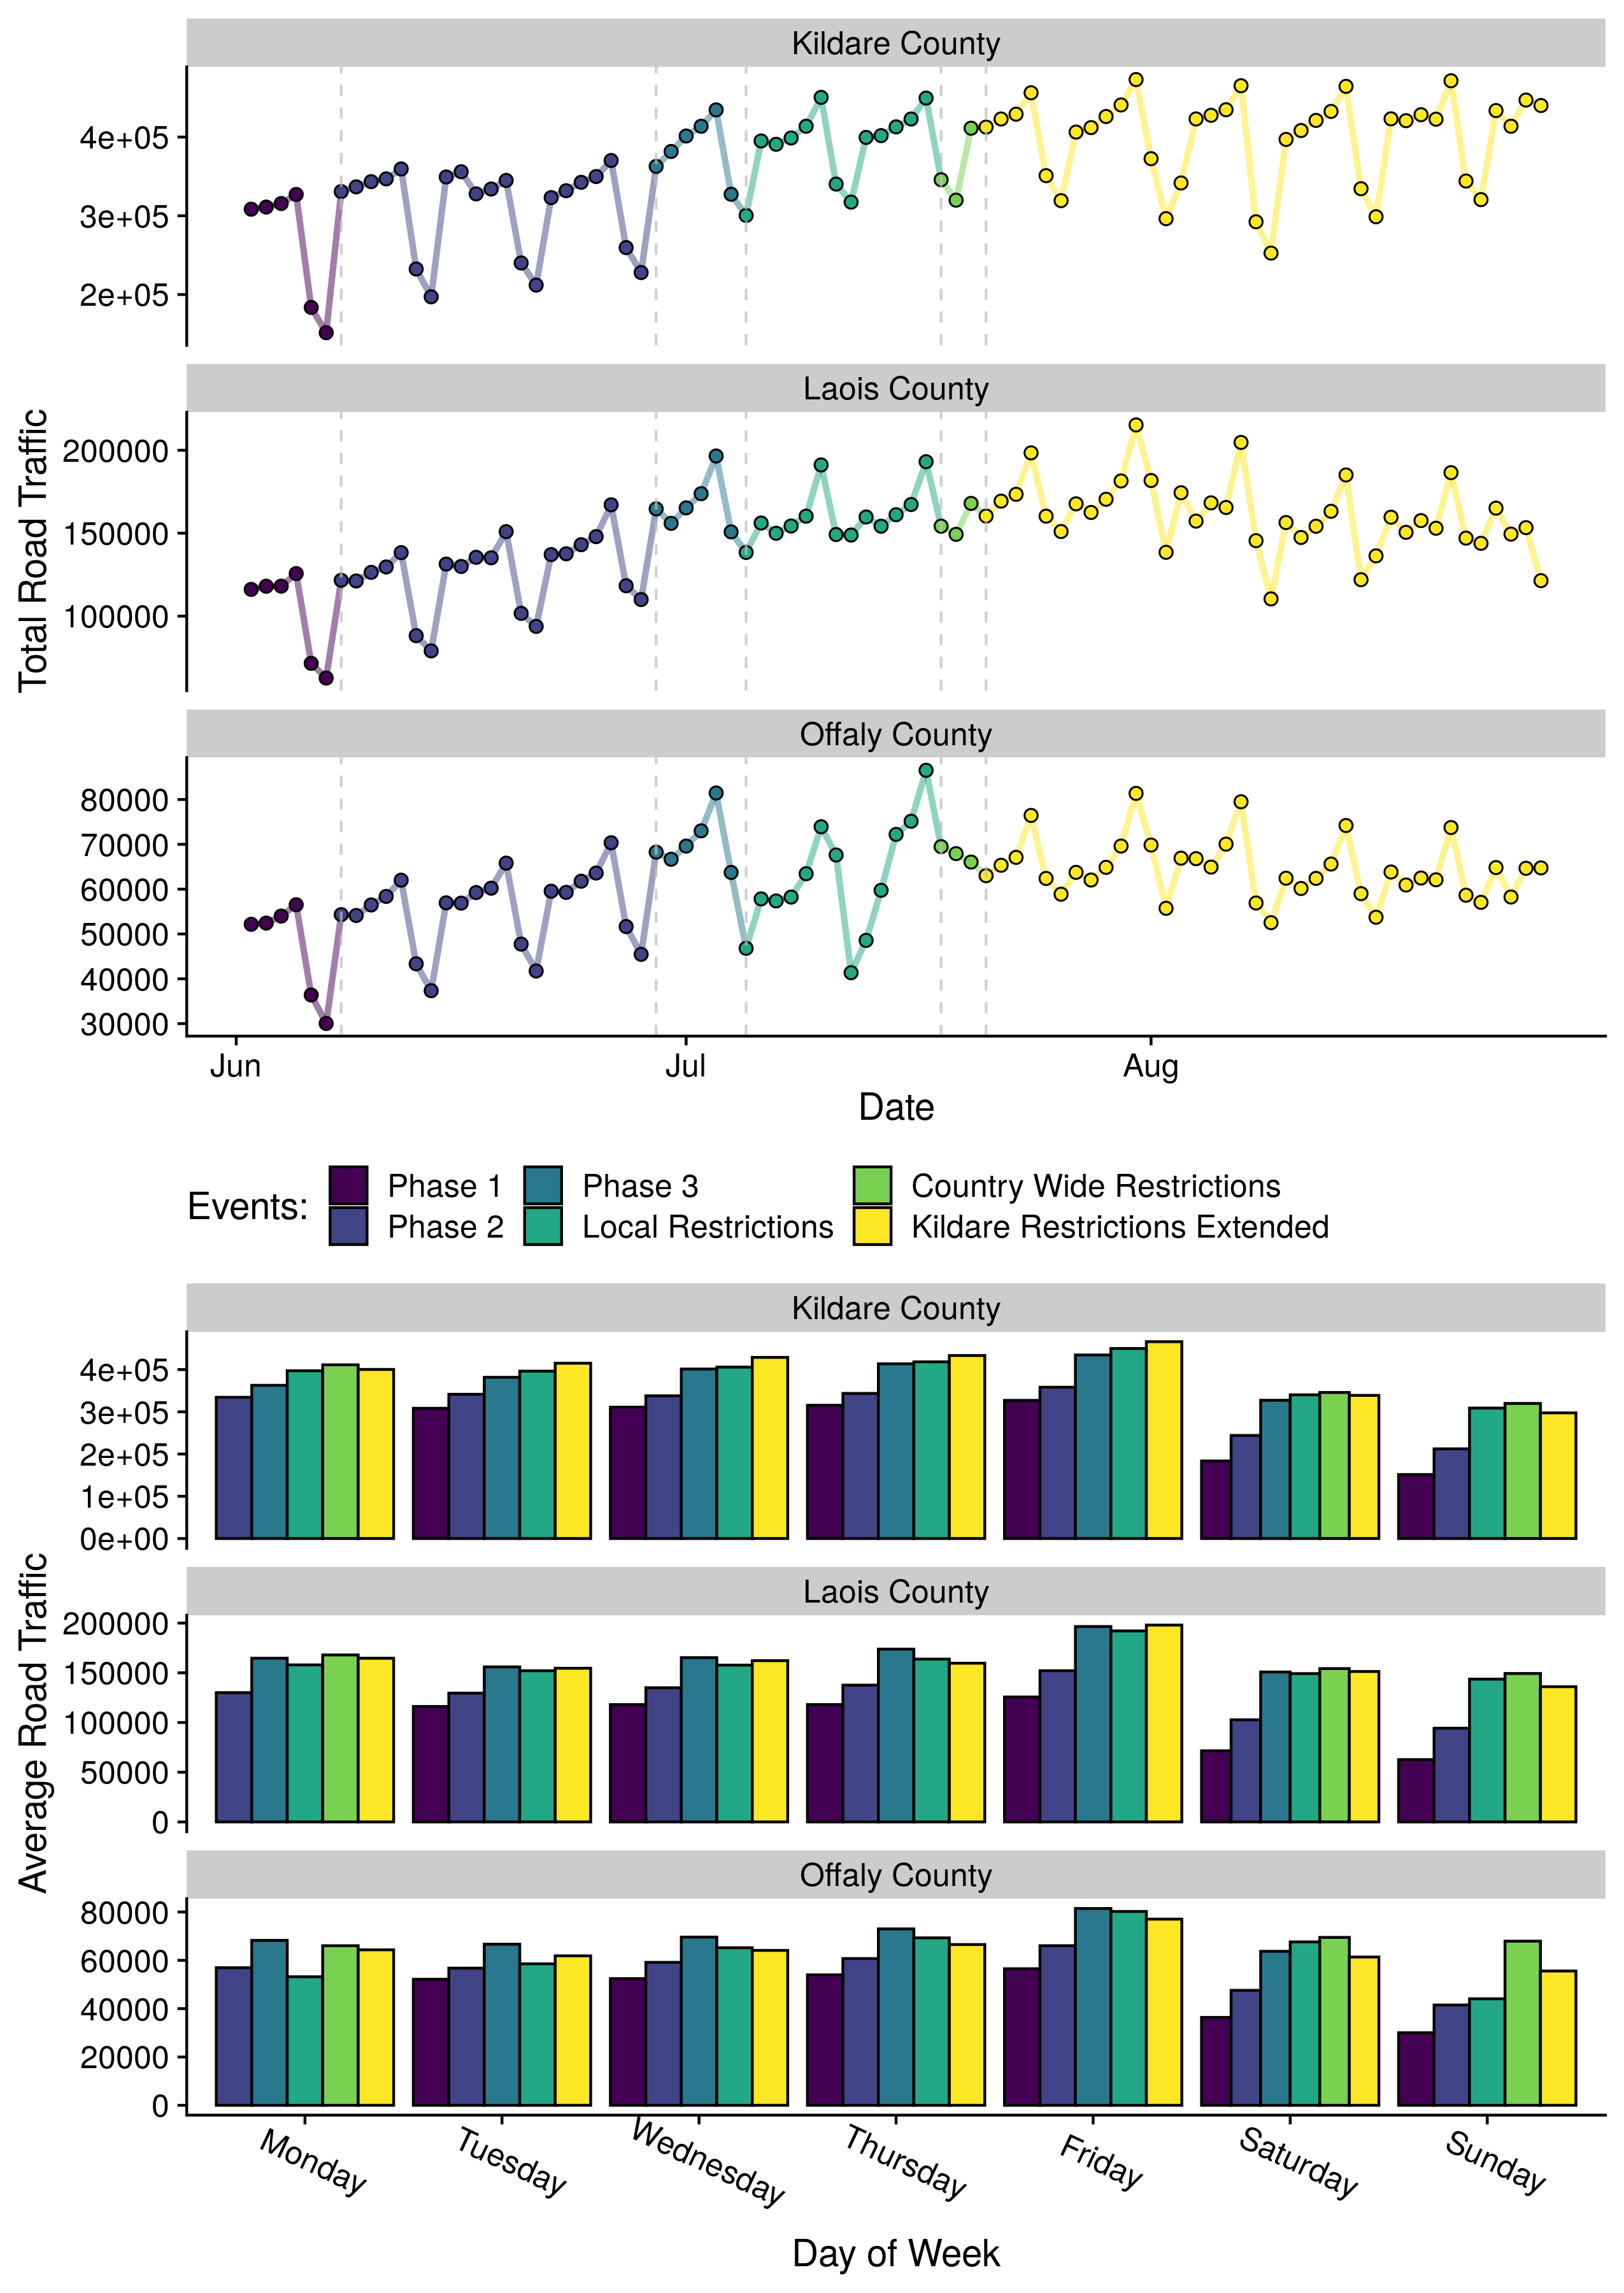 Kildare County
4e+05
3e+05
2e+05
Laois County
200000
150000
100000
Offaly County
80000
70000
60000
50000
40000
30000
Total Road Traffic
Jun Jul Aug
Date
Events:
Phase 1 Phase 3 Country Wide Restrictions
Phase 2 Local Restrictions Kildare Restrictions Extended
Kildare County
4e+05
3e+05
2e+05
1e+05
0e+00
Laois County
200000
150000
100000
50000
0
Offaly County
80000
60000
40000
20000
0
Average Road Traffic
Monday Tuesday Wednesday Thursday Friday Saturday Sunday
Day of Week